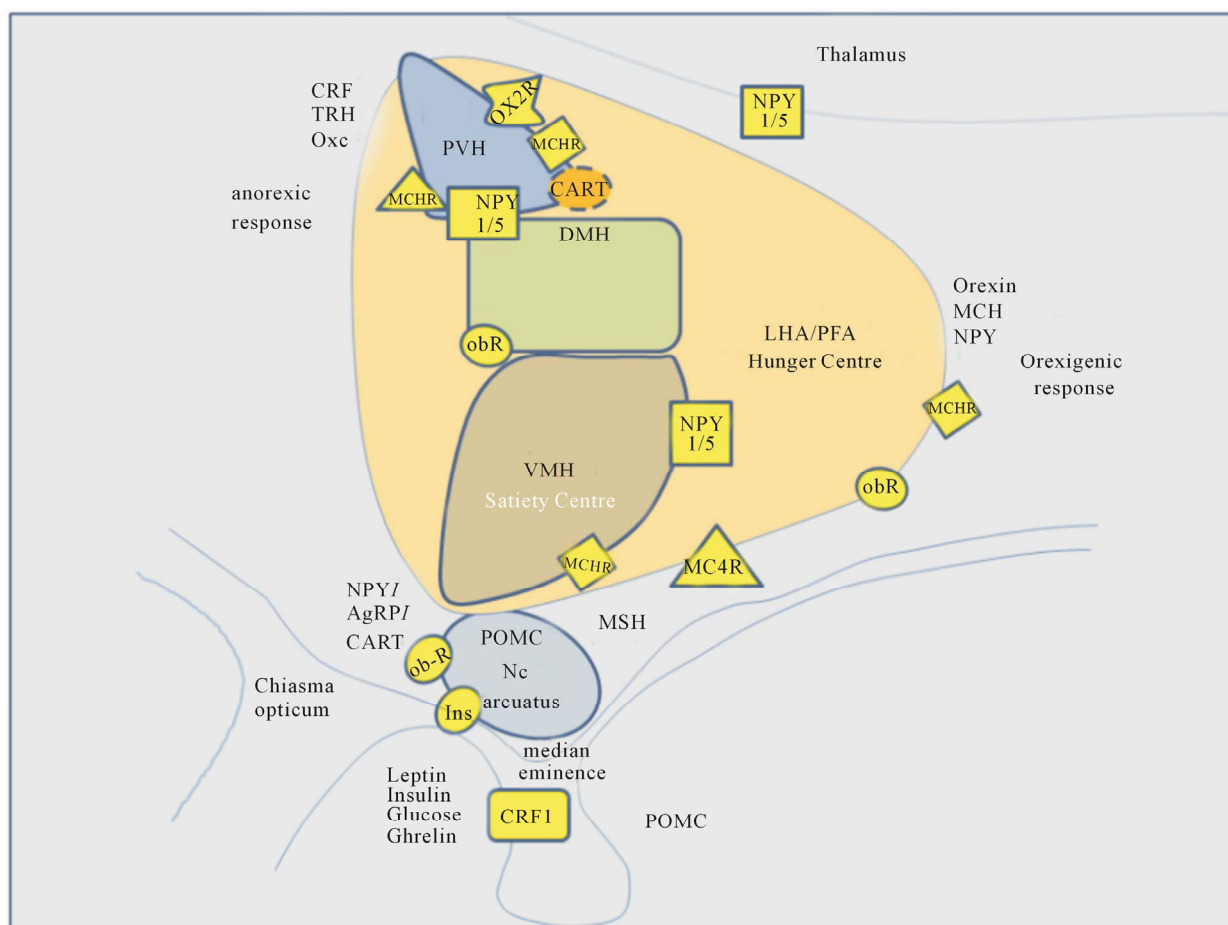 Thalamus
CRF
TRH
Oxc
OX2R
NPY
1/5
PVH
MCHR
anorexic
response
MCHR
NPY
1/5
CART
DMH
obR
Orexin
MCH
NPY
LHA/PFA
Hunger Centre
Orexigenic
response
MCHR
NPY
1/5
VMH
Satiety Centre
obR
MCHR
MC4R
NPY/
AgRP/
CART
ob-R
POMC
Nc
arcuatus
MSH
Ins
Chiasma
opticum
median
eminence
Leptin
Insulin
Glucose
Ghrelin
CRF1
POMC